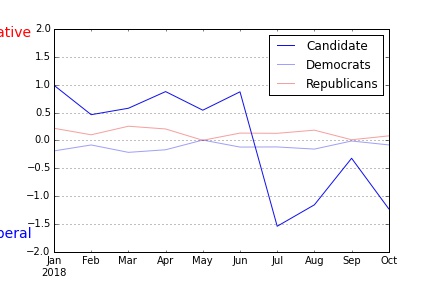 ative
2.0
1.5
1.0
0.5
0.0
−0.5
−1.0
−1.5
−2.0
beral
Candidate
Democrats
Republicans
Jan Feb Mar Apr May Jun Jul Aug Sep Oct
2018